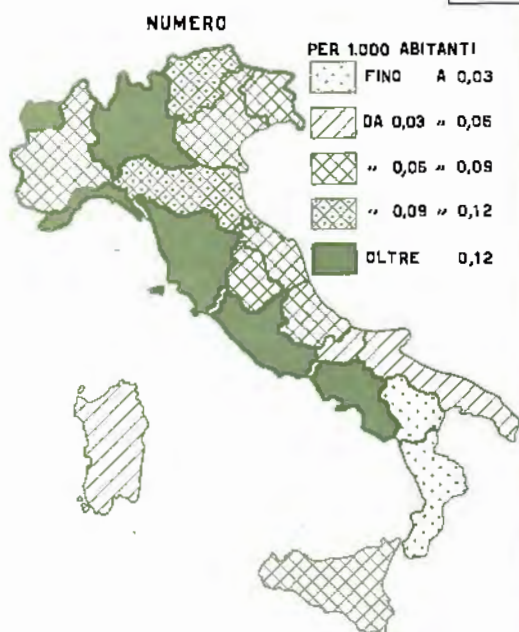 NUMERO
PER 1.000 ABITANTI
FINO A 0,03
DA 0,03 „ 0,06
„ 0,06 „ 0,09
„ 0,09 „ 0,12
OLTRE 0,12